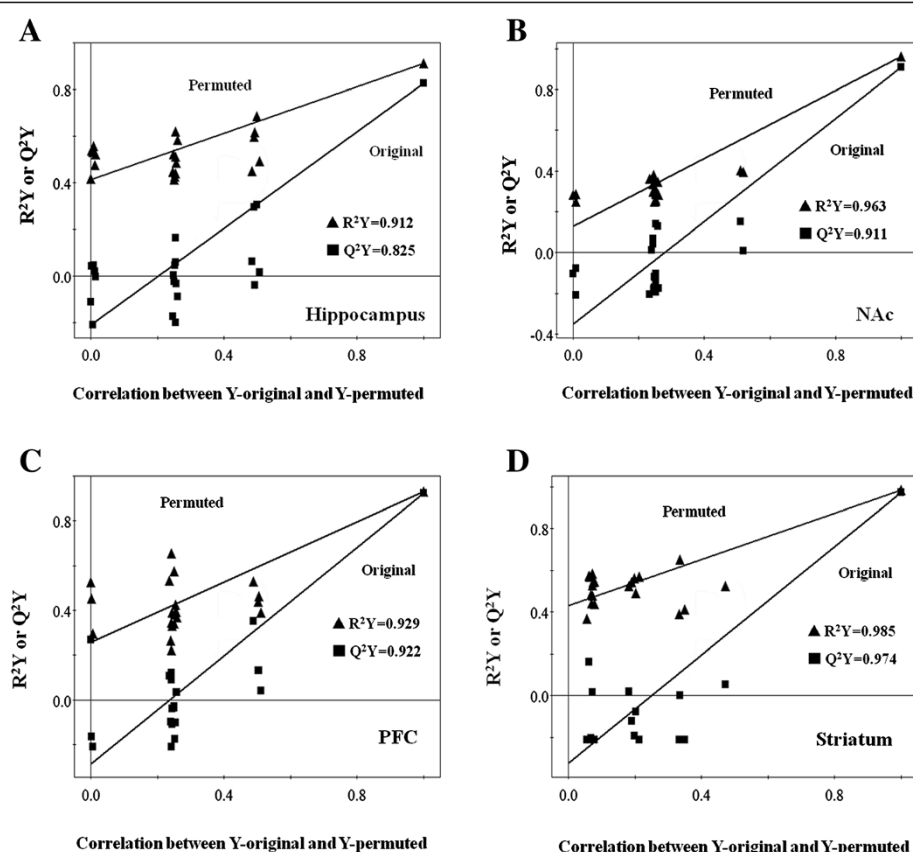 A
R²Y or Q²Y
0.8
0.4
0.0
Permuted
Original
▲ R²Y=0.912
■ Q²Y=0.825
Hippocampus
0.0 0.4 0.8
Correlation between Y-original and Y-permuted
B
R²Y or Q²Y
0.8
0.4
0.0
-0.4
Permuted
Original
▲ R²Y=0.963
■ Q²Y=0.911
NAc
0.0 0.4 0.8
Correlation between Y-original and Y-permuted
C
R²Y or Q²Y
0.8
0.4
0.0
Permuted
Original
▲ R²Y=0.929
■ Q²Y=0.922
PFC
0.0 0.4 0.8
Correlation between Y-original and Y-permuted
D
R²Y or Q²Y
0.8
0.4
0.0
Permuted
Original
▲ R²Y=0.985
■ Q²Y=0.974
Striatum
0.0 0.4 0.8
Correlation between Y-original and Y-permuted